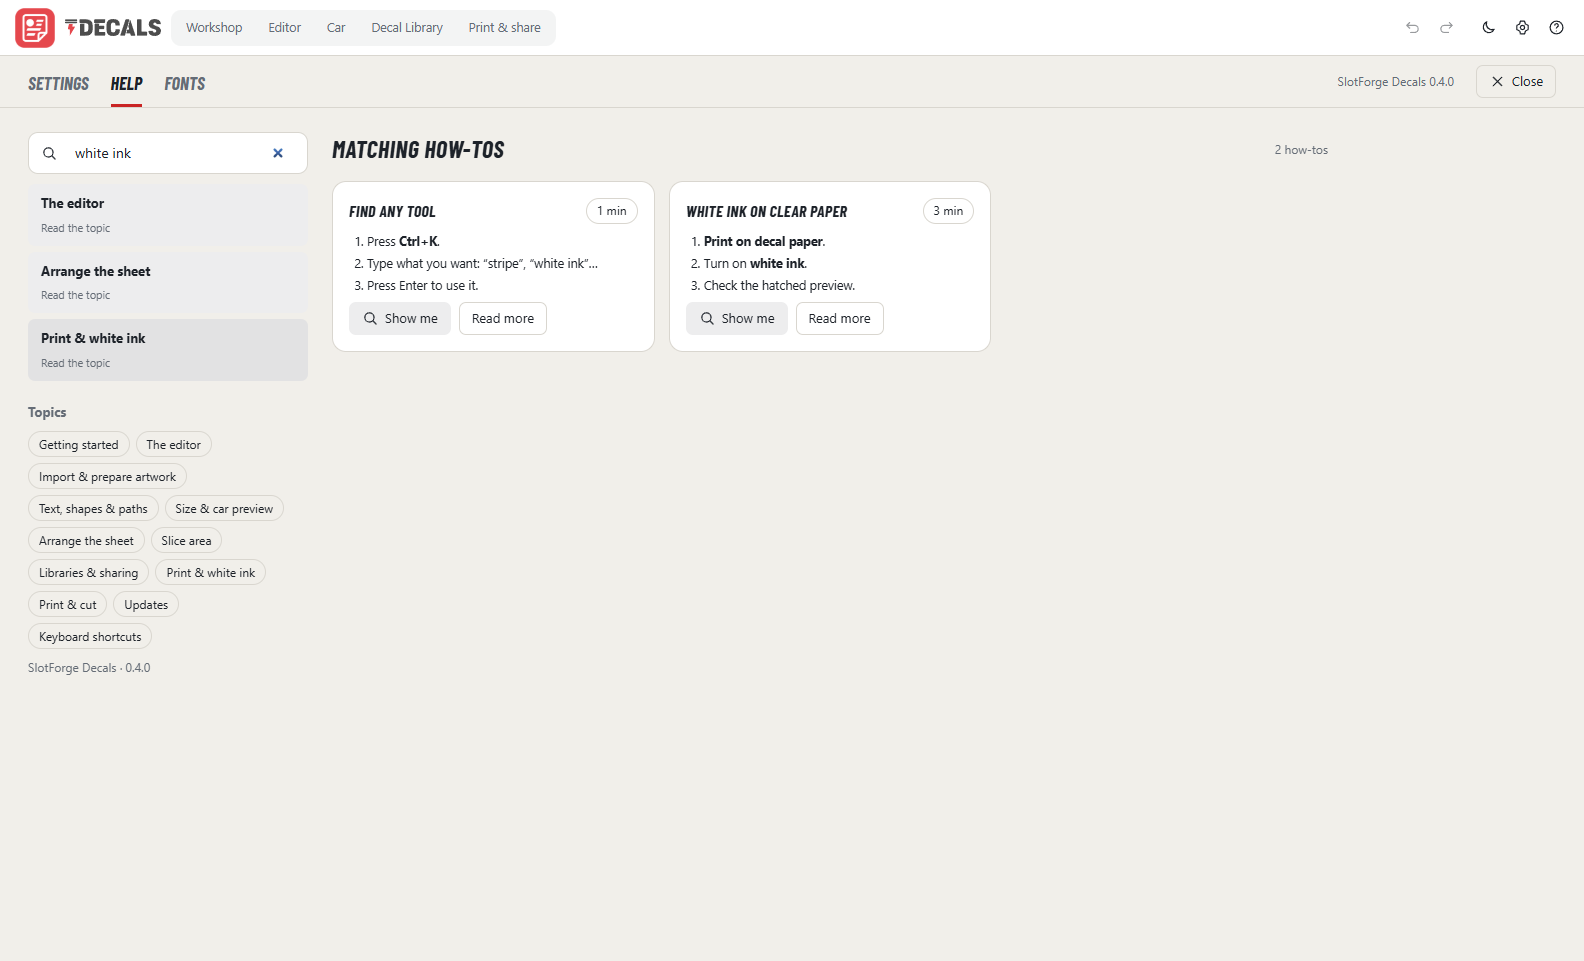 DECALS
Workshop
Editor
Car
Decal Library
Print & share
SETTINGS
HELP
FONTS
SlotForge Decals 0.4.0
Close
white ink
The editor
Read the topic
Arrange the sheet
Read the topic
Print & white ink
Read the topic
Topics
Getting started
The editor
Import & prepare artwork
Text, shapes & paths
Size & car preview
Arrange the sheet
Slice area
Libraries & sharing
Print & white ink
Print & cut
Updates
Keyboard shortcuts
SlotForge Decals · 0.4.0
MATCHING HOW-TOS
2 how-tos
FIND ANY TOOL
1 min
1. Press Ctrl+K.
2. Type what you want: “stripe”, “white ink”…
3. Press Enter to use it.
Show me
Read more
WHITE INK ON CLEAR PAPER
3 min
1. Print on decal paper.
2. Turn on white ink.
3. Check the hatched preview.
Show me
Read more